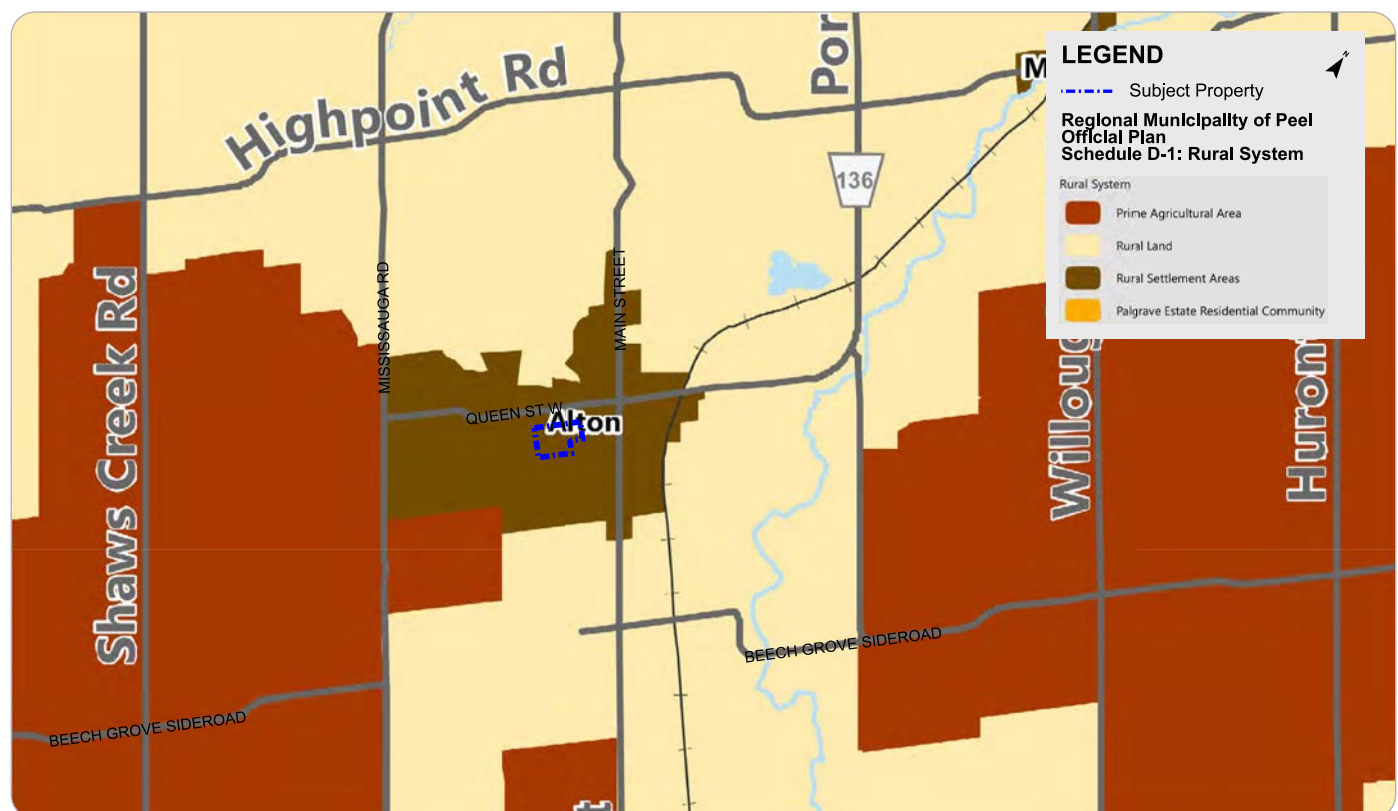 Highpoint Rd
Por
136
M
LEGEND
N
Subject Property
Regional Municipality of Peel
Official Plan
Schedule D-1: Rural System
Rural System
Prime Agricultural Area
Rural Land
Rural Settlement Areas
Palgrave Estate Residential Community
Shaws Creek Rd
MISSISSAUGA RD
MAIN STREET
QUEEN ST W
Alton
Willoug
Huron
BEECH GROVE SIDEROAD
BEECH GROVE SIDEROAD
t